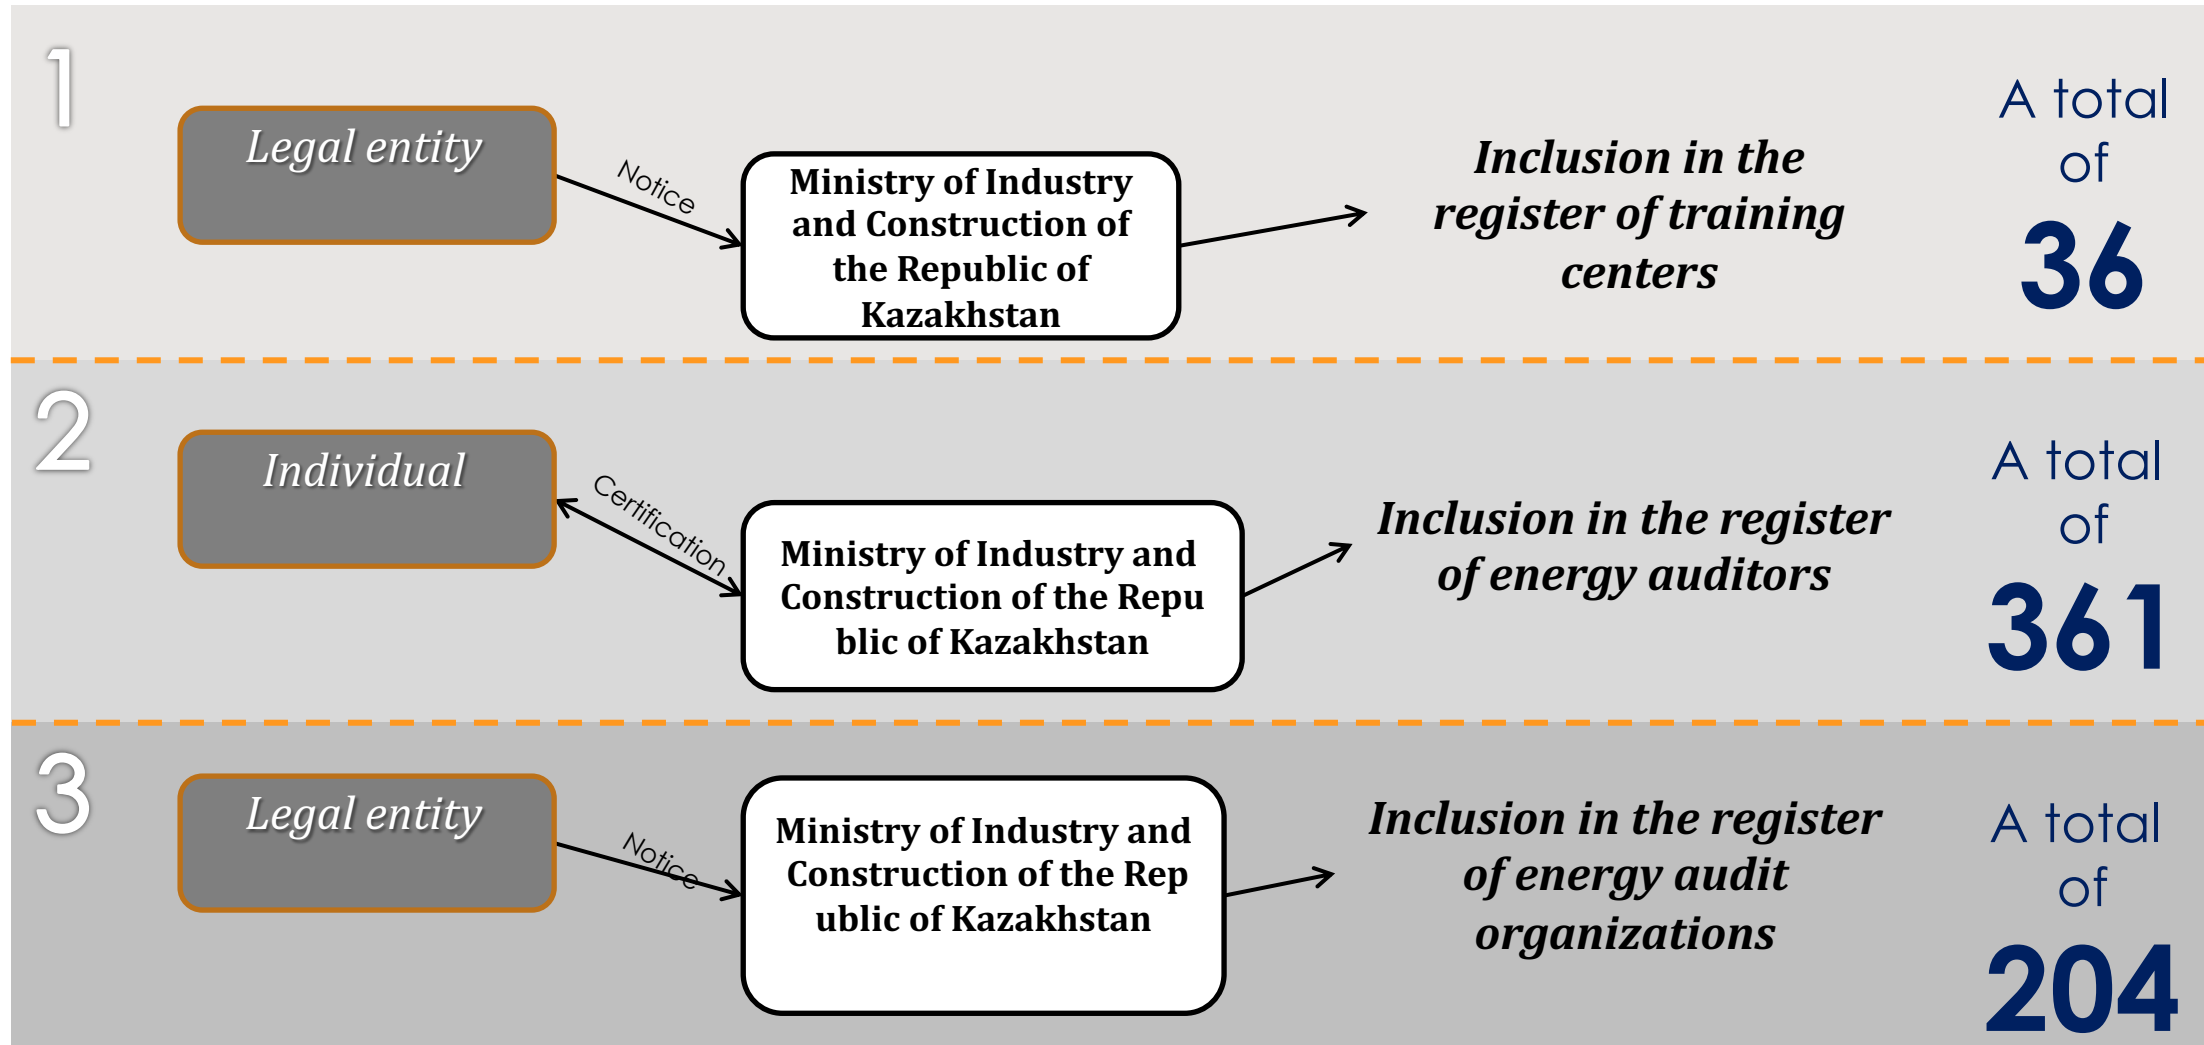 1
Legal entity
Notice
Ministry of Industry
and Construction of
the Republic of
Kazakhstan
Inclusion in the
register of training
centers
A total
of
36
2
Individual
Certification
Ministry of Industry and
Construction of the Repu
blic of Kazakhstan
Inclusion in the register
of energy auditors
A total
of
361
3
Legal entity
Notice
Ministry of Industry and
Construction of the Rep
ublic of Kazakhstan
Inclusion in the register
of energy audit
organizations
A total
of
204